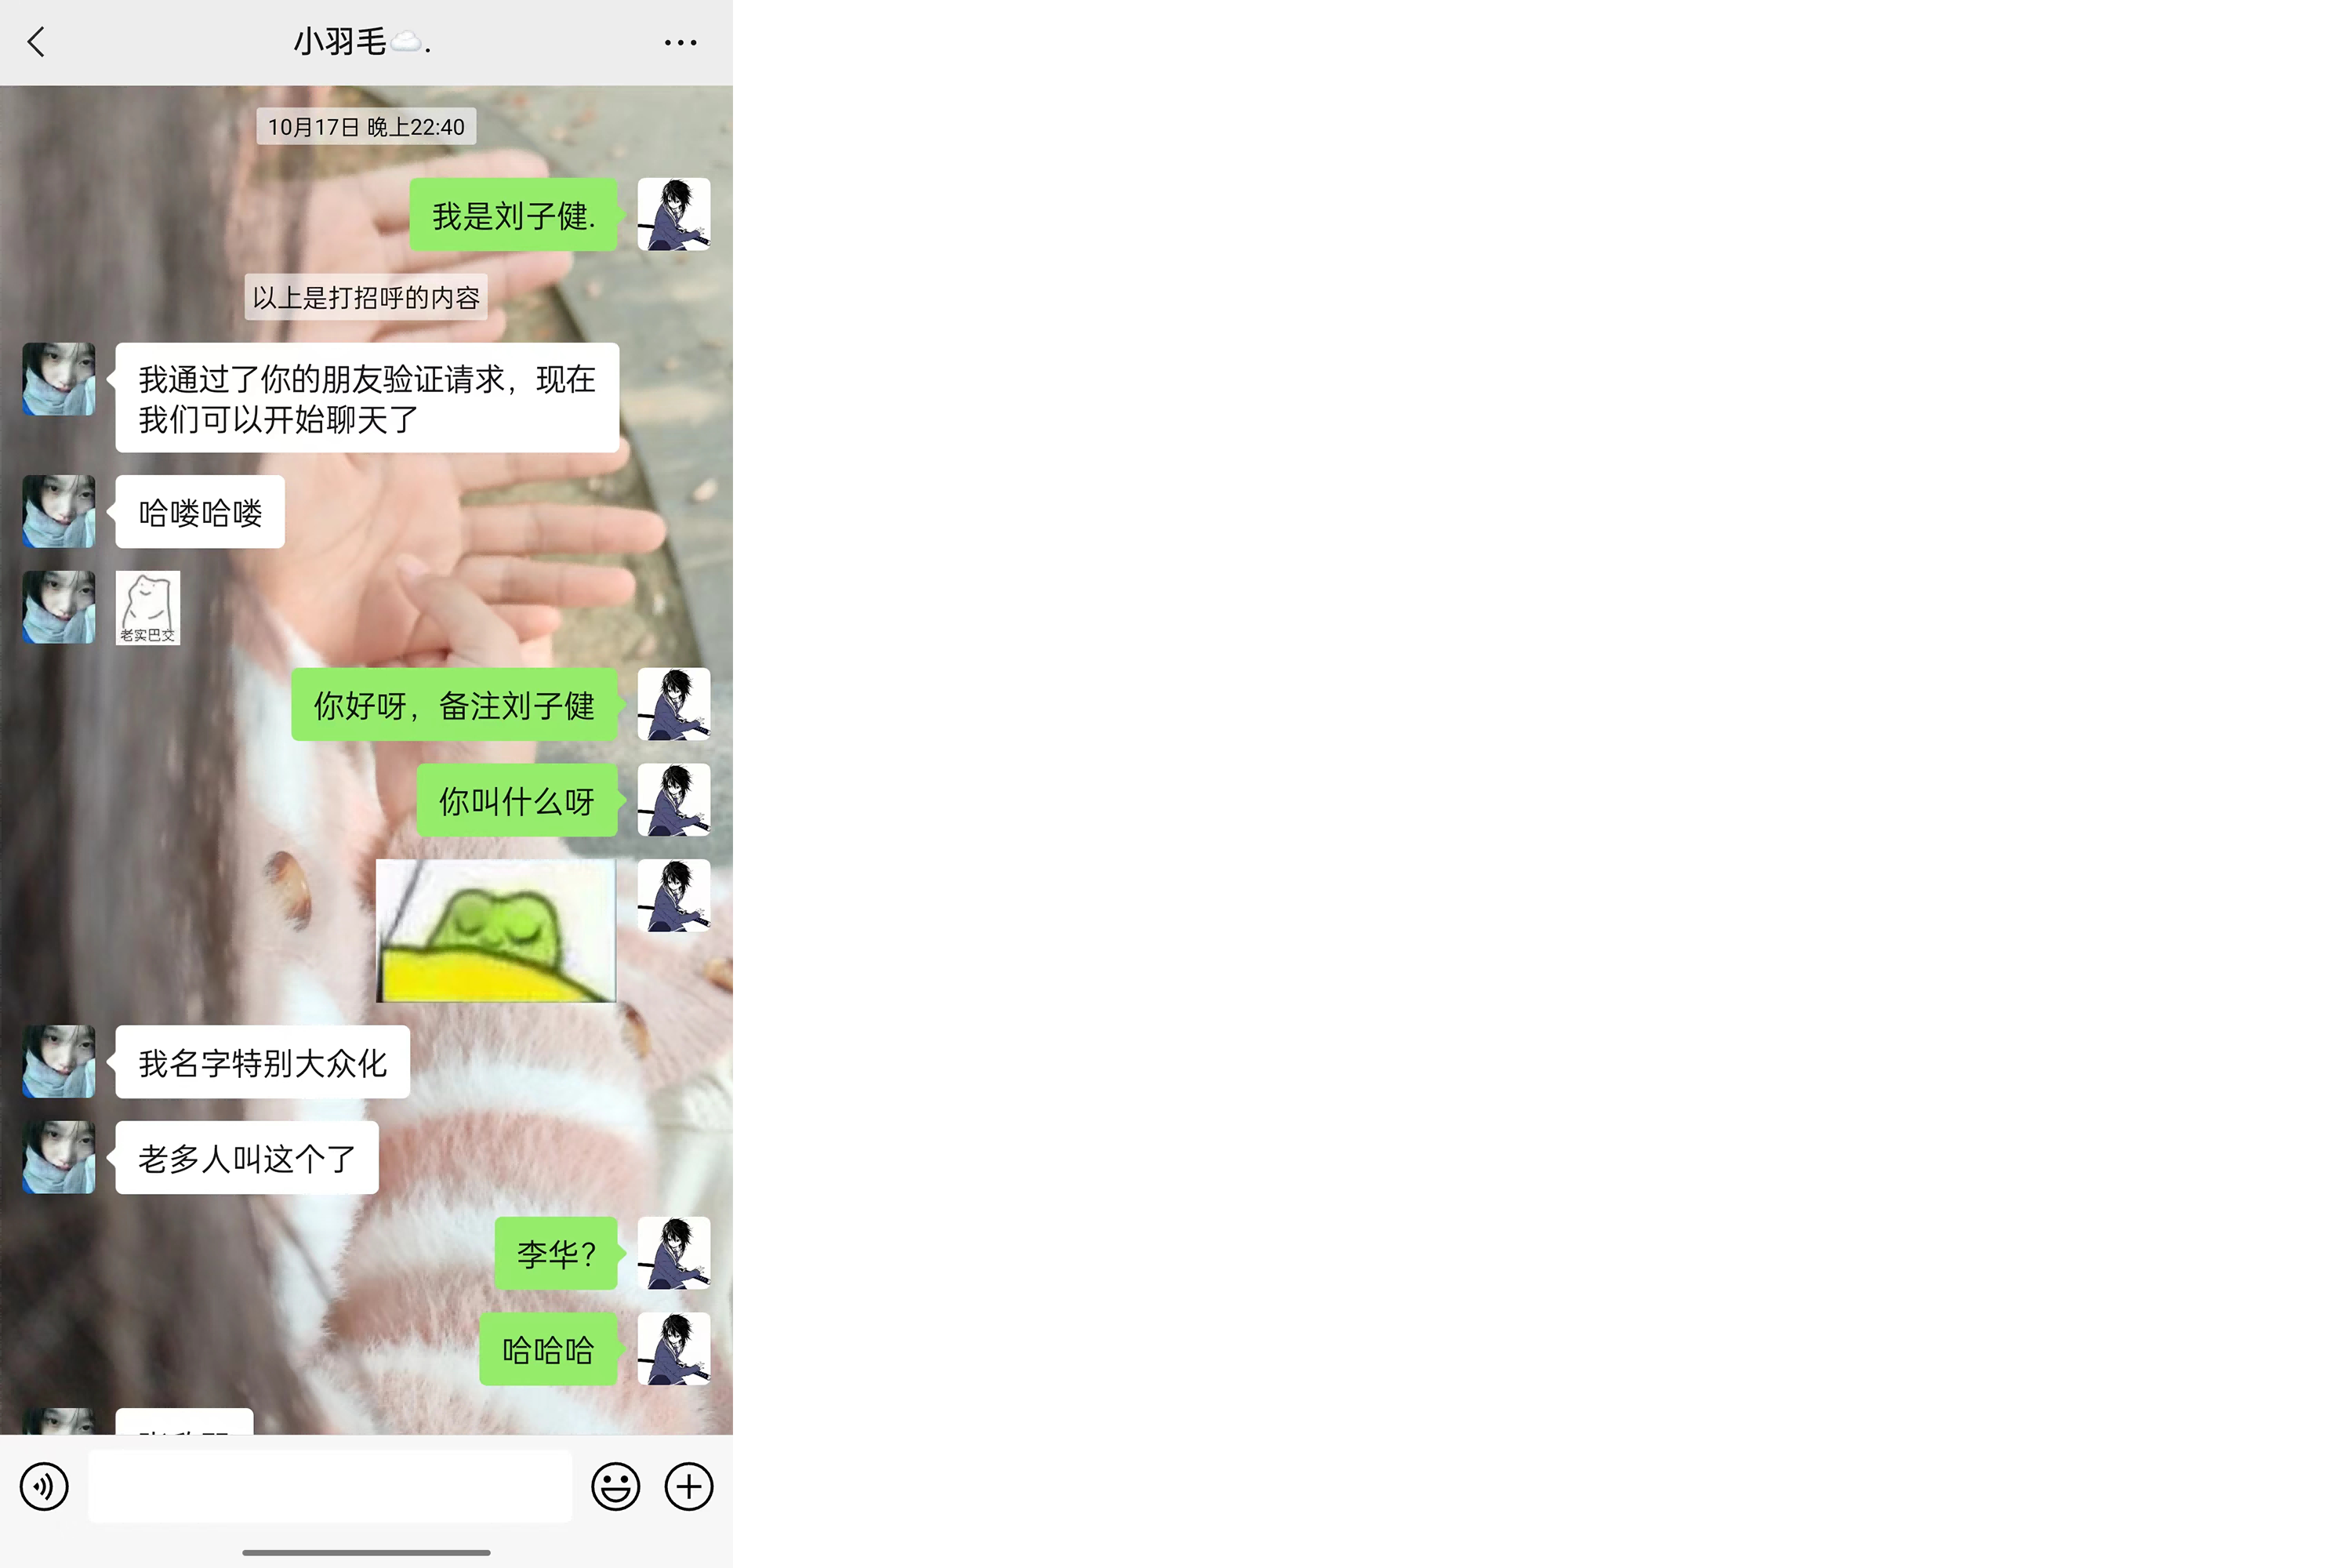 小羽毛☁️.
10月17日 晚上22:40
我是刘子健.
以上是打招呼的内容
我通过了你的朋友验证请求，现在
我们可以开始聊天了
哈喽哈喽
老实巴交
你好呀，备注刘子健
你叫什么呀
我名字特别大众化
老多人叫这个了
李华？
哈哈哈